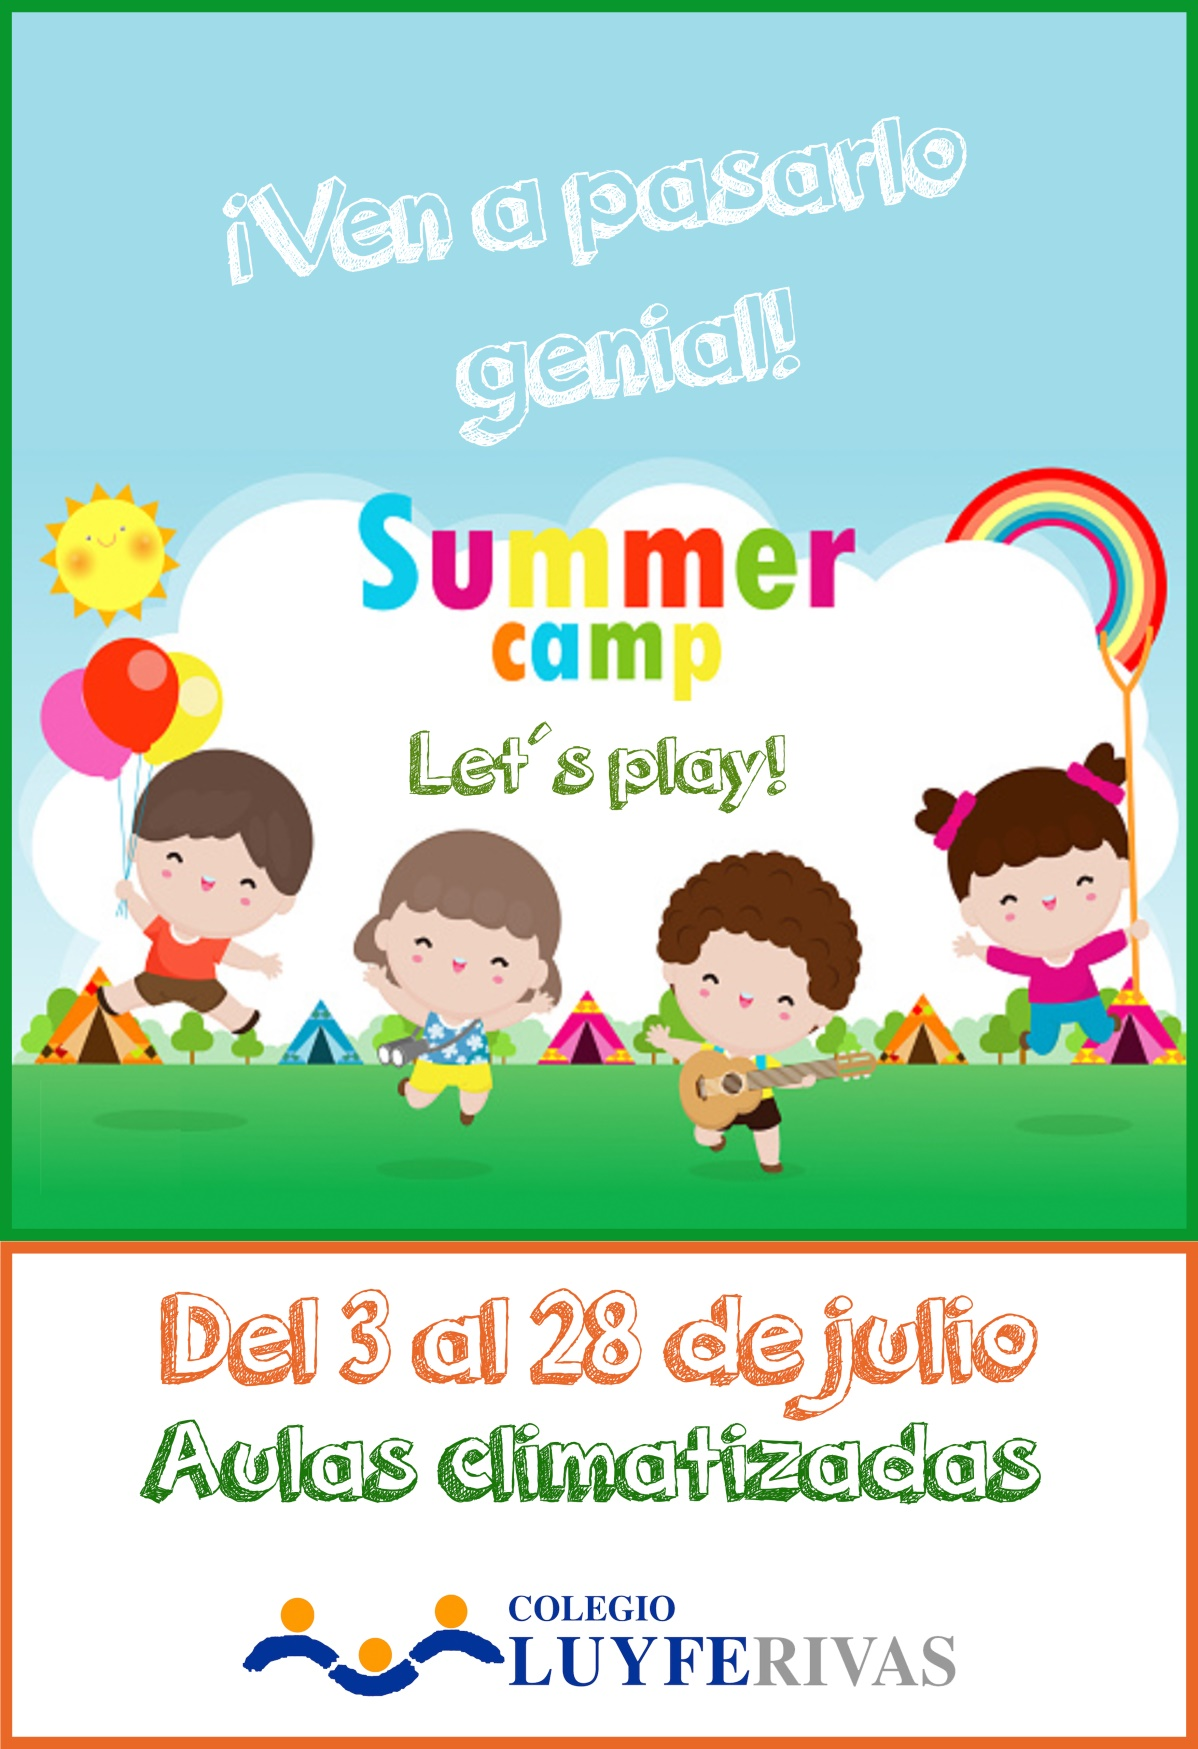 ¡Ven a pasarlo
genial!
Summer
camp
Let´s play!
Del 3 al 28 de julio
Aulas climatizadas
COLEGIO
LUYFERIVAS